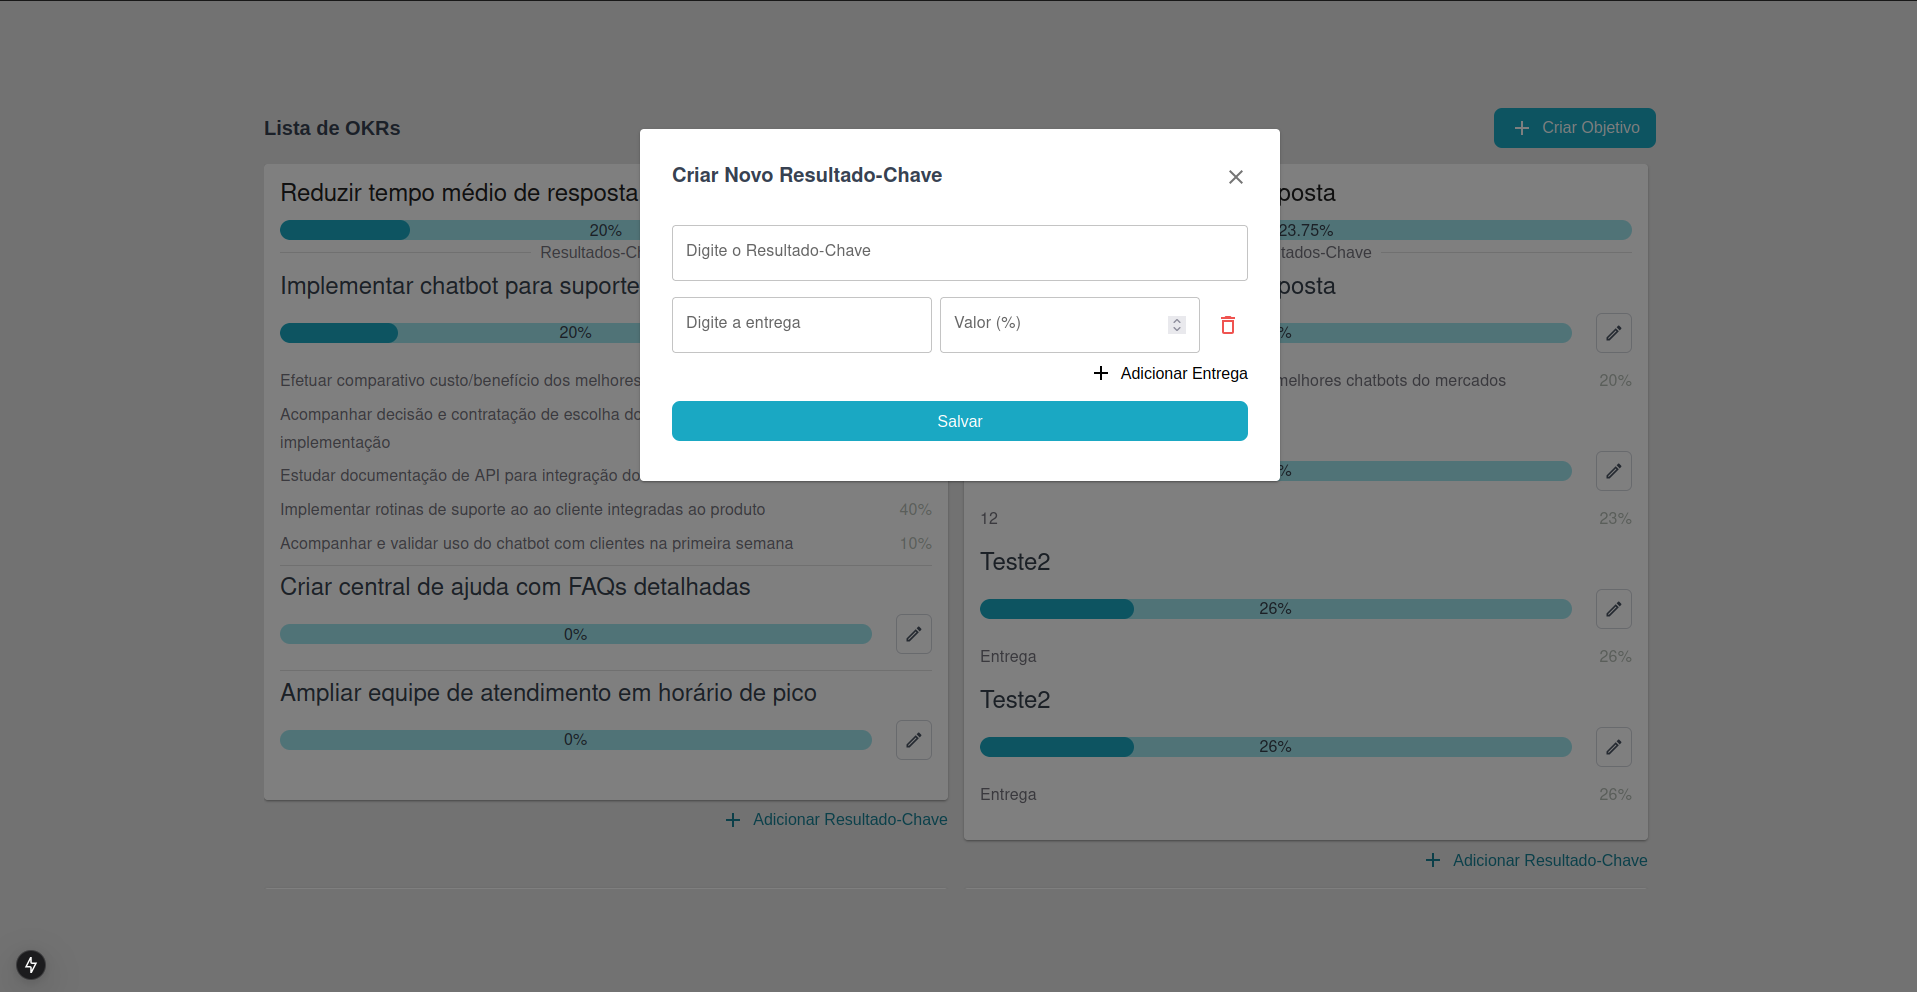 Lista de OKRs
Criar Objetivo
Criar Novo Resultado-Chave
Digite o Resultado-Chave
Digite a entrega
Valor (%)
Adicionar Entrega
Salvar
Reduzir tempo médio de resposta
20%
Resultados-Ch
Implementar chatbot para suporte
20%
Efetuar comparativo custo/benefício dos melhores
Acompanhar decisão e contratação de escolha do
implementação
Estudar documentação de API para integração do
Implementar rotinas de suporte ao ao cliente integradas ao produto 40%
Acompanhar e validar uso do chatbot com clientes na primeira semana 10%
Criar central de ajuda com FAQs detalhadas
0%
Ampliar equipe de atendimento em horário de pico
0%
Adicionar Resultado-Chave
posta
23.75%
tados-Chave
posta
%
melhores chatbots do mercados 20%
%
12 23%
Teste2
26%
Entrega 26%
Teste2
26%
Entrega 26%
Adicionar Resultado-Chave